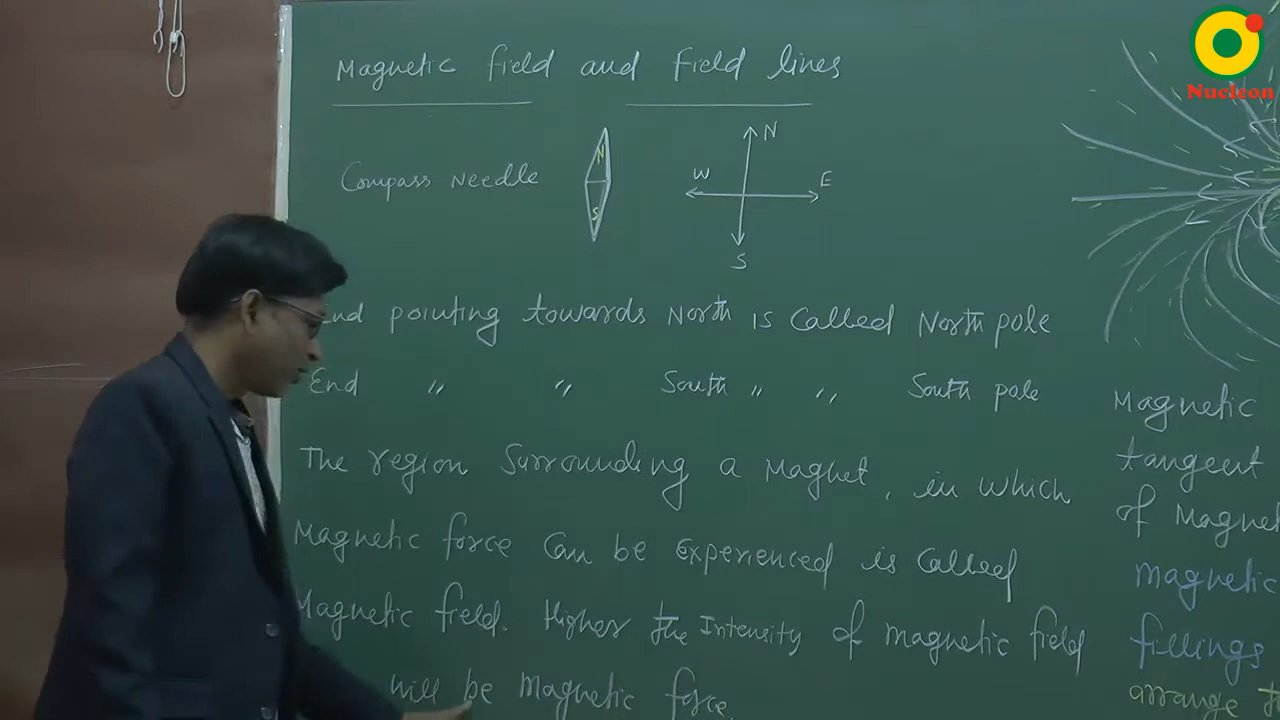 Magnetic field and field lines
Nucleon
Compass Needle
N
S
N
W
E
S
End pointing towards North is Called North pole
End " " South " " South pole
The region Surrounding a Magnet, in which
Magnetic force Can be Experienced is Called
Magnetic field. Higher the Intensity of magnetic field
will be Magnetic force.
Magnetic
tangent
of Magnet
magnetic
fillings
arrange